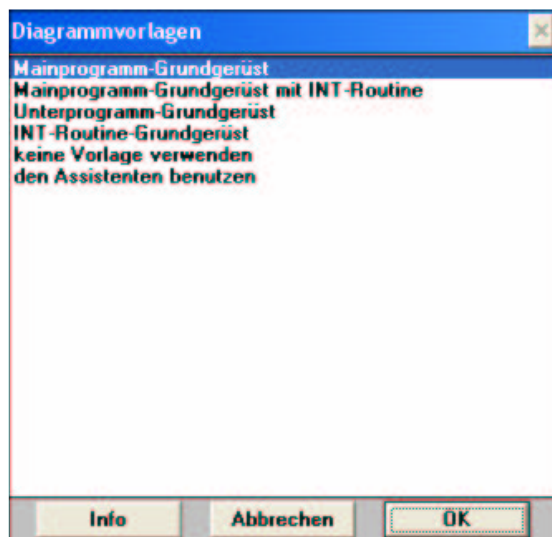 Diagrammvorlagen
Mainprogramm-Grundgerüst
Mainprogramm-Grundgerüst mit INT-Routine
Unterprogramm-Grundgerüst
INT-Routine-Grundgerüst
keine Vorlage verwenden
den Assistenten benutzen
Info Abbrechen OK